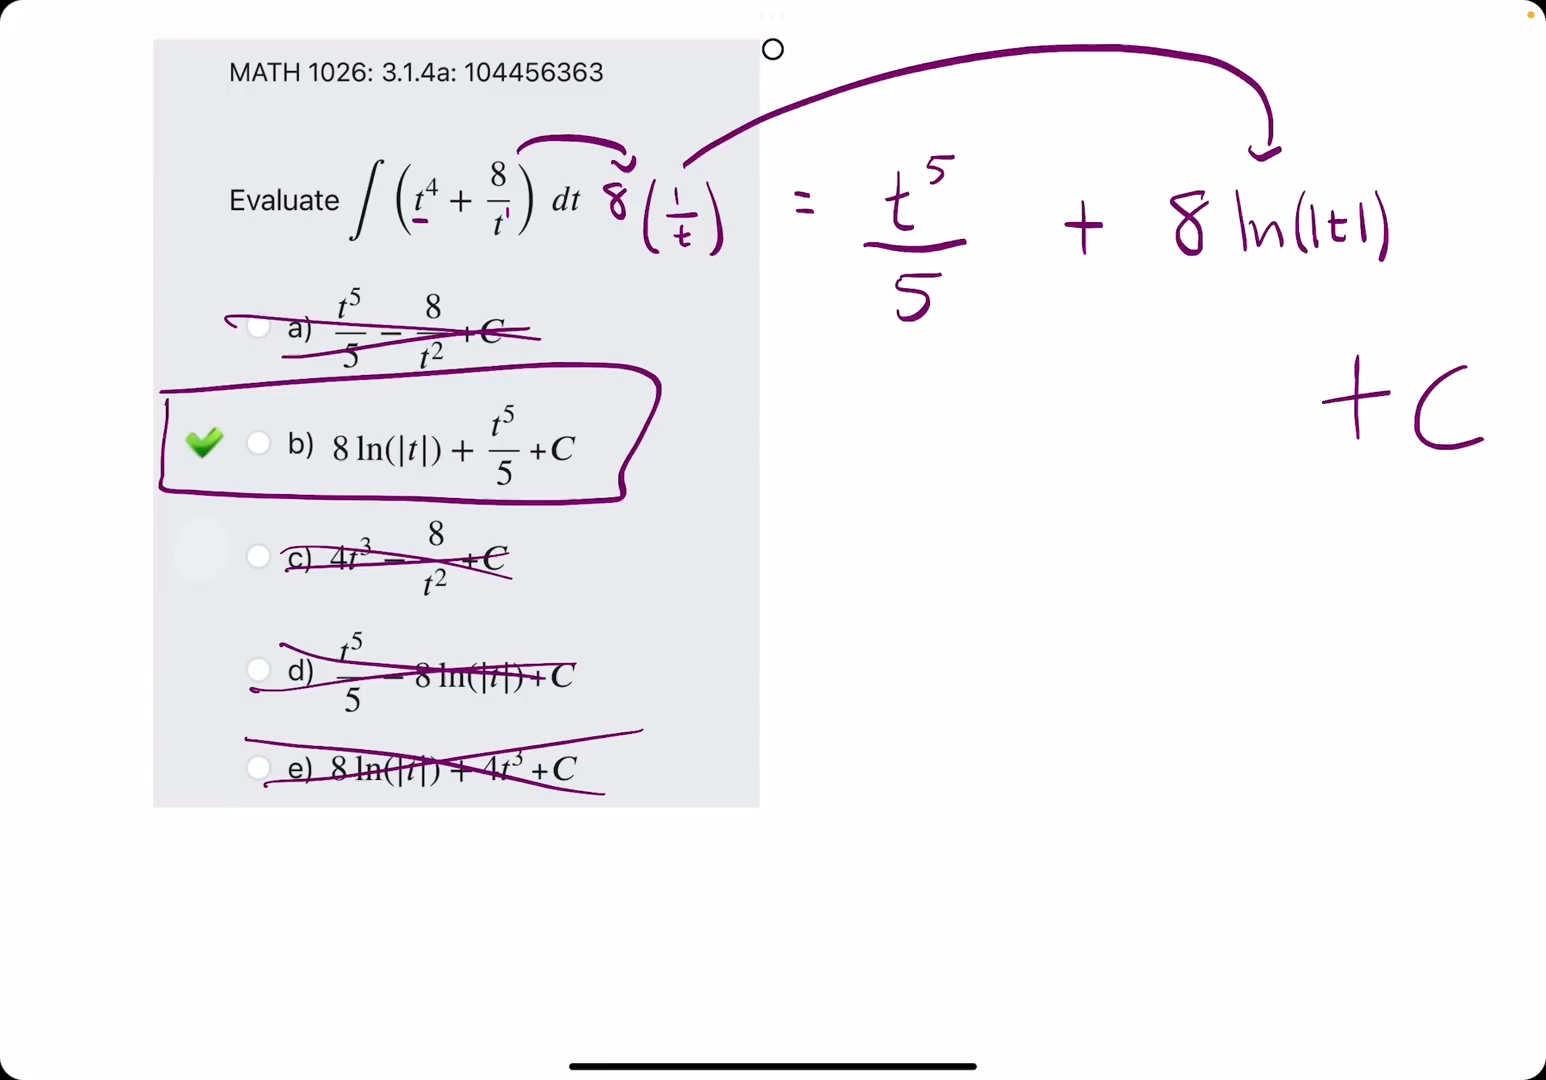 MATH 1026: 3.1.4a: 104456363
Evaluate ∫ (t⁴ + 8/t¹) dt 8(1/t) = t⁵/5 + 8 ln(|t|)
+ C
a) t⁵/5 − 8/t² +C
b) 8 ln(|t|) + t⁵/5 +C
c) 4t³ − 8/t² +C
d) t⁵/5 − 8 ln(|t|)+C
e) 8 ln(|t|) + 4t³ +C